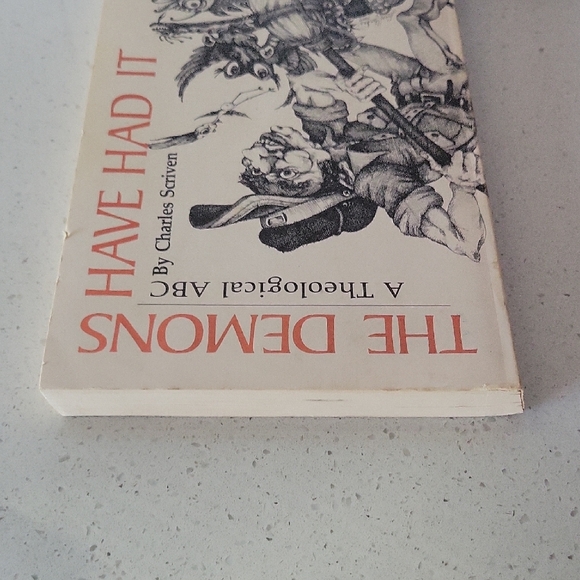 THE DEMONS
HAVE HAD IT
A Theological ABC
By Charles Scriven